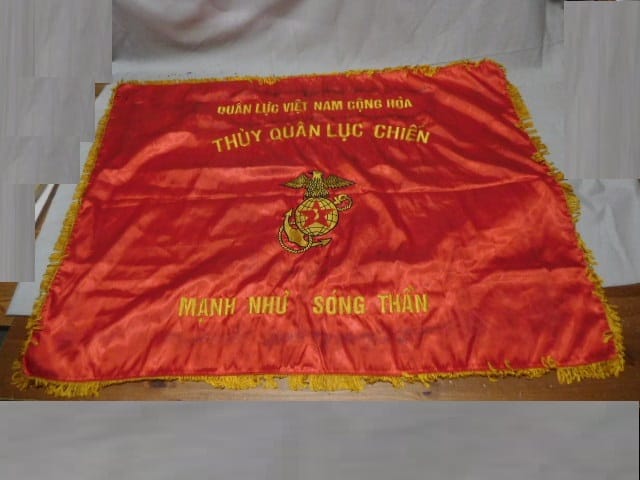 QUÂN LỰC VIỆT NAM CỘNG HÒA
THỦY QUÂN LỤC CHIẾN
MẠNH NHƯ SÓNG THẦN